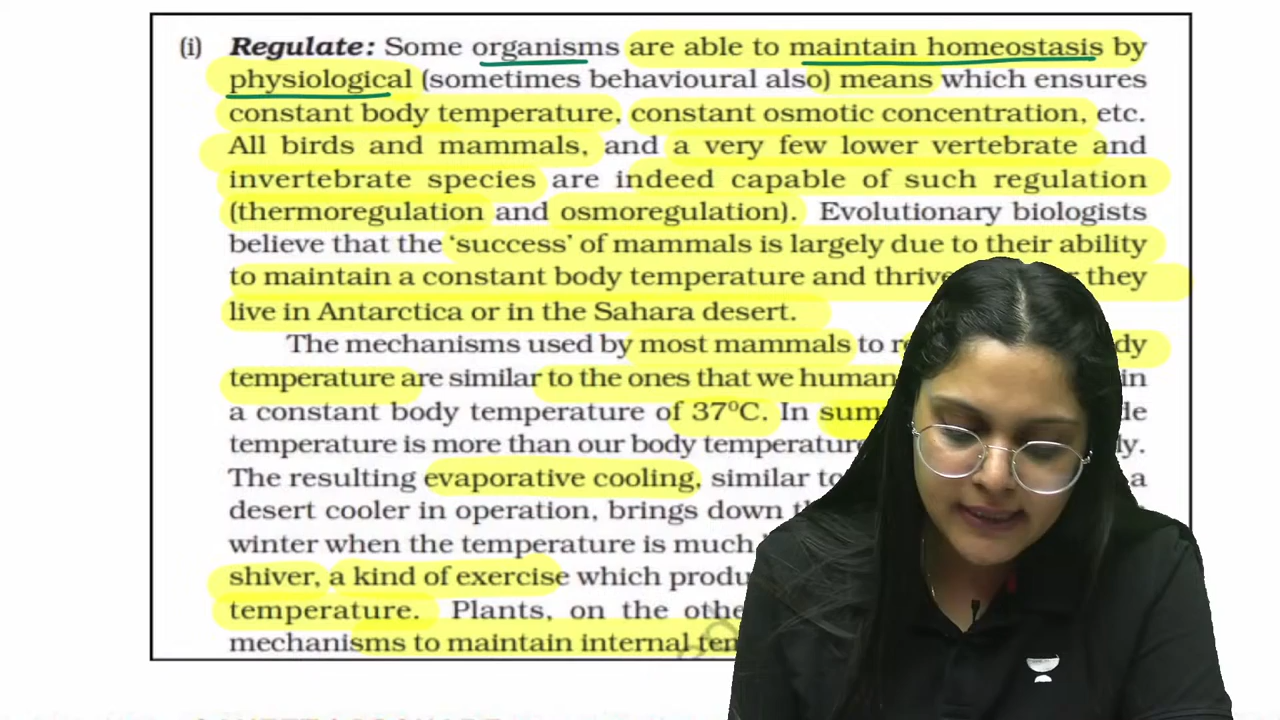 (i) Regulate: Some organisms are able to maintain homeostasis by
physiological (sometimes behavioural also) means which ensures
constant body temperature, constant osmotic concentration, etc.
All birds and mammals, and a very few lower vertebrate and
invertebrate species are indeed capable of such regulation
(thermoregulation and osmoregulation). Evolutionary biologists
believe that the ‘success’ of mammals is largely due to their ability
to maintain a constant body temperature and thrive they
live in Antarctica or in the Sahara desert.
The mechanisms used by most mammals to
temperature are similar to the ones that we human in
a constant body temperature of 37⁰C. In
temperature is more than our body temperature
The resulting evaporative cooling, similar to a
desert cooler in operation, brings down
winter when the temperature is much
shiver, a kind of exercise which
temperature. Plants, on the
mechanisms to maintain internal